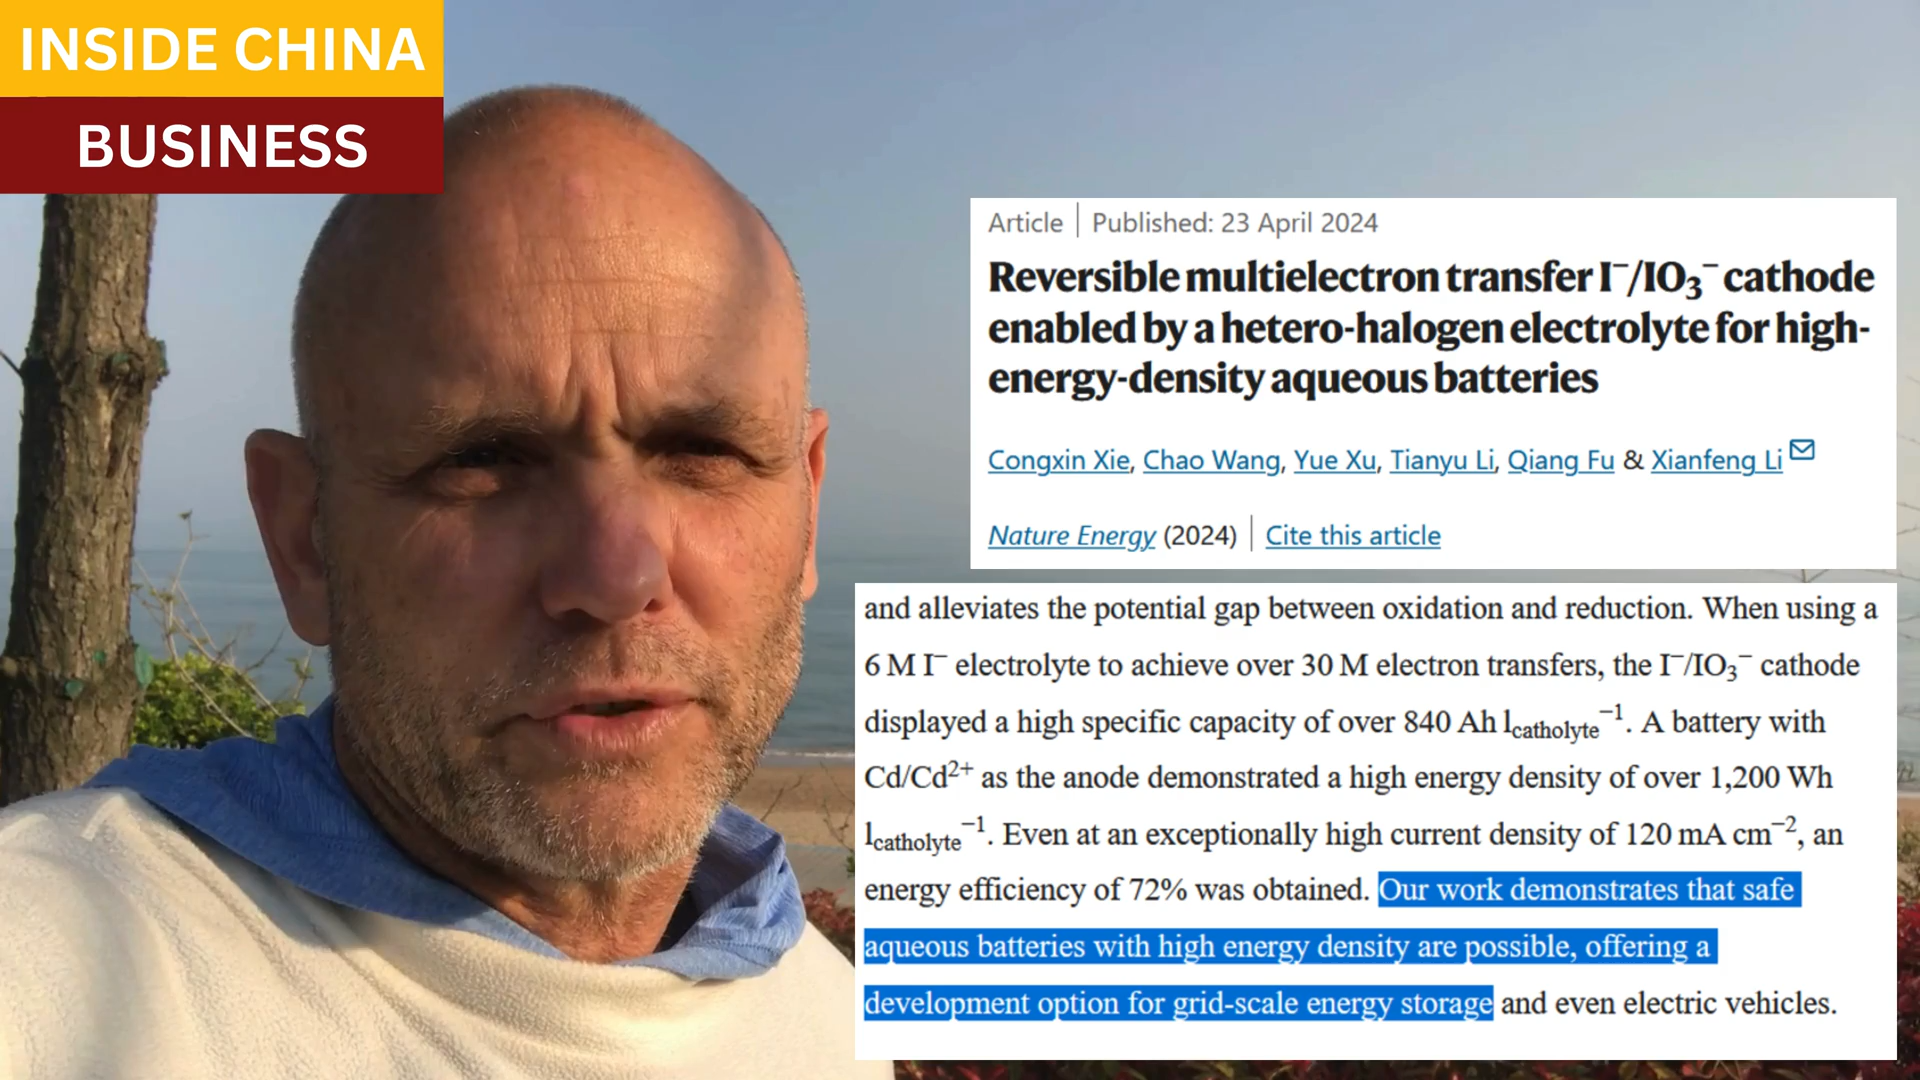 INSIDE CHINA
BUSINESS
Article | Published: 23 April 2024
Reversible multielectron transfer I⁻/IO₃⁻ cathode
enabled by a hetero-halogen electrolyte for high-
energy-density aqueous batteries
Congxin Xie, Chao Wang, Yue Xu, Tianyu Li, Qiang Fu & Xianfeng Li
Nature Energy (2024) | Cite this article
and alleviates the potential gap between oxidation and reduction. When using a
6 M I⁻ electrolyte to achieve over 30 M electron transfers, the I⁻/IO₃⁻ cathode
displayed a high specific capacity of over 840 Ah l_catholyte⁻¹. A battery with
Cd/Cd²⁺ as the anode demonstrated a high energy density of over 1,200 Wh
l_catholyte⁻¹. Even at an exceptionally high current density of 120 mA cm⁻², an
energy efficiency of 72% was obtained. Our work demonstrates that safe
aqueous batteries with high energy density are possible, offering a
development option for grid-scale energy storage and even electric vehicles.